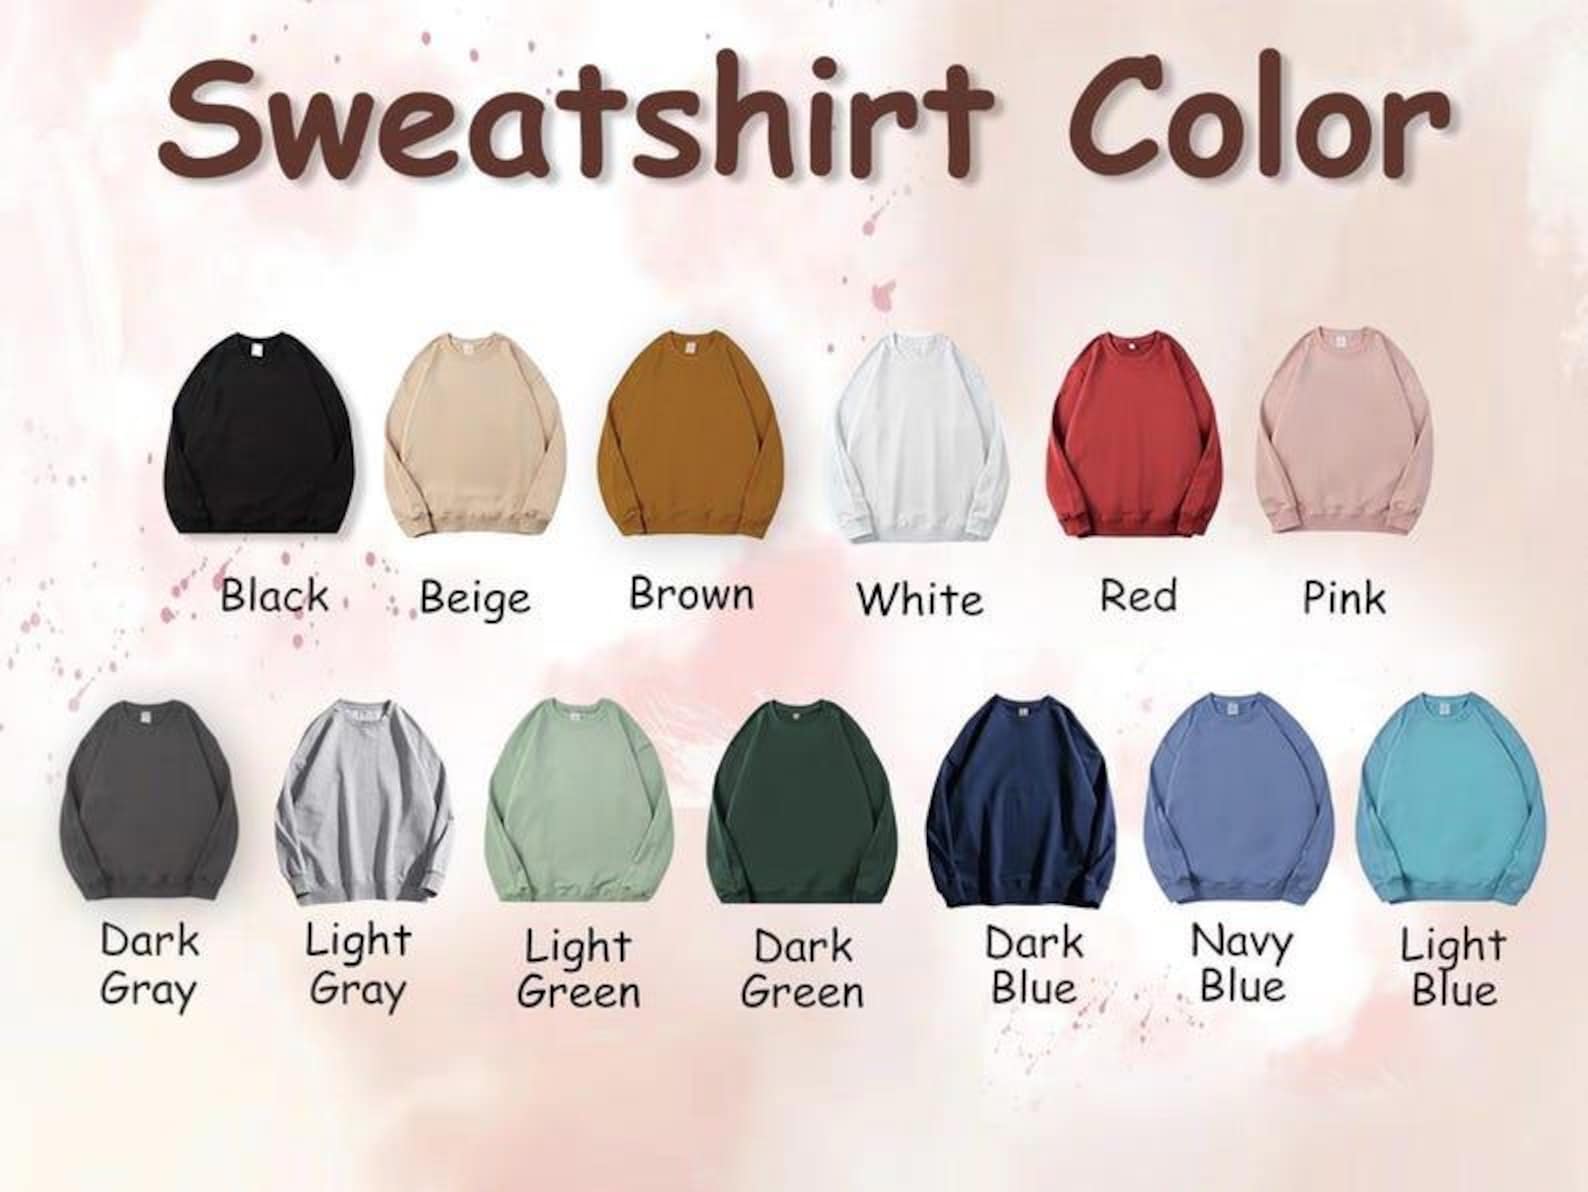 Sweatshirt Color
Black Beige Brown White Red Pink
Dark Light Light Dark Dark Navy Light
Gray Gray Green Green Blue Blue Blue